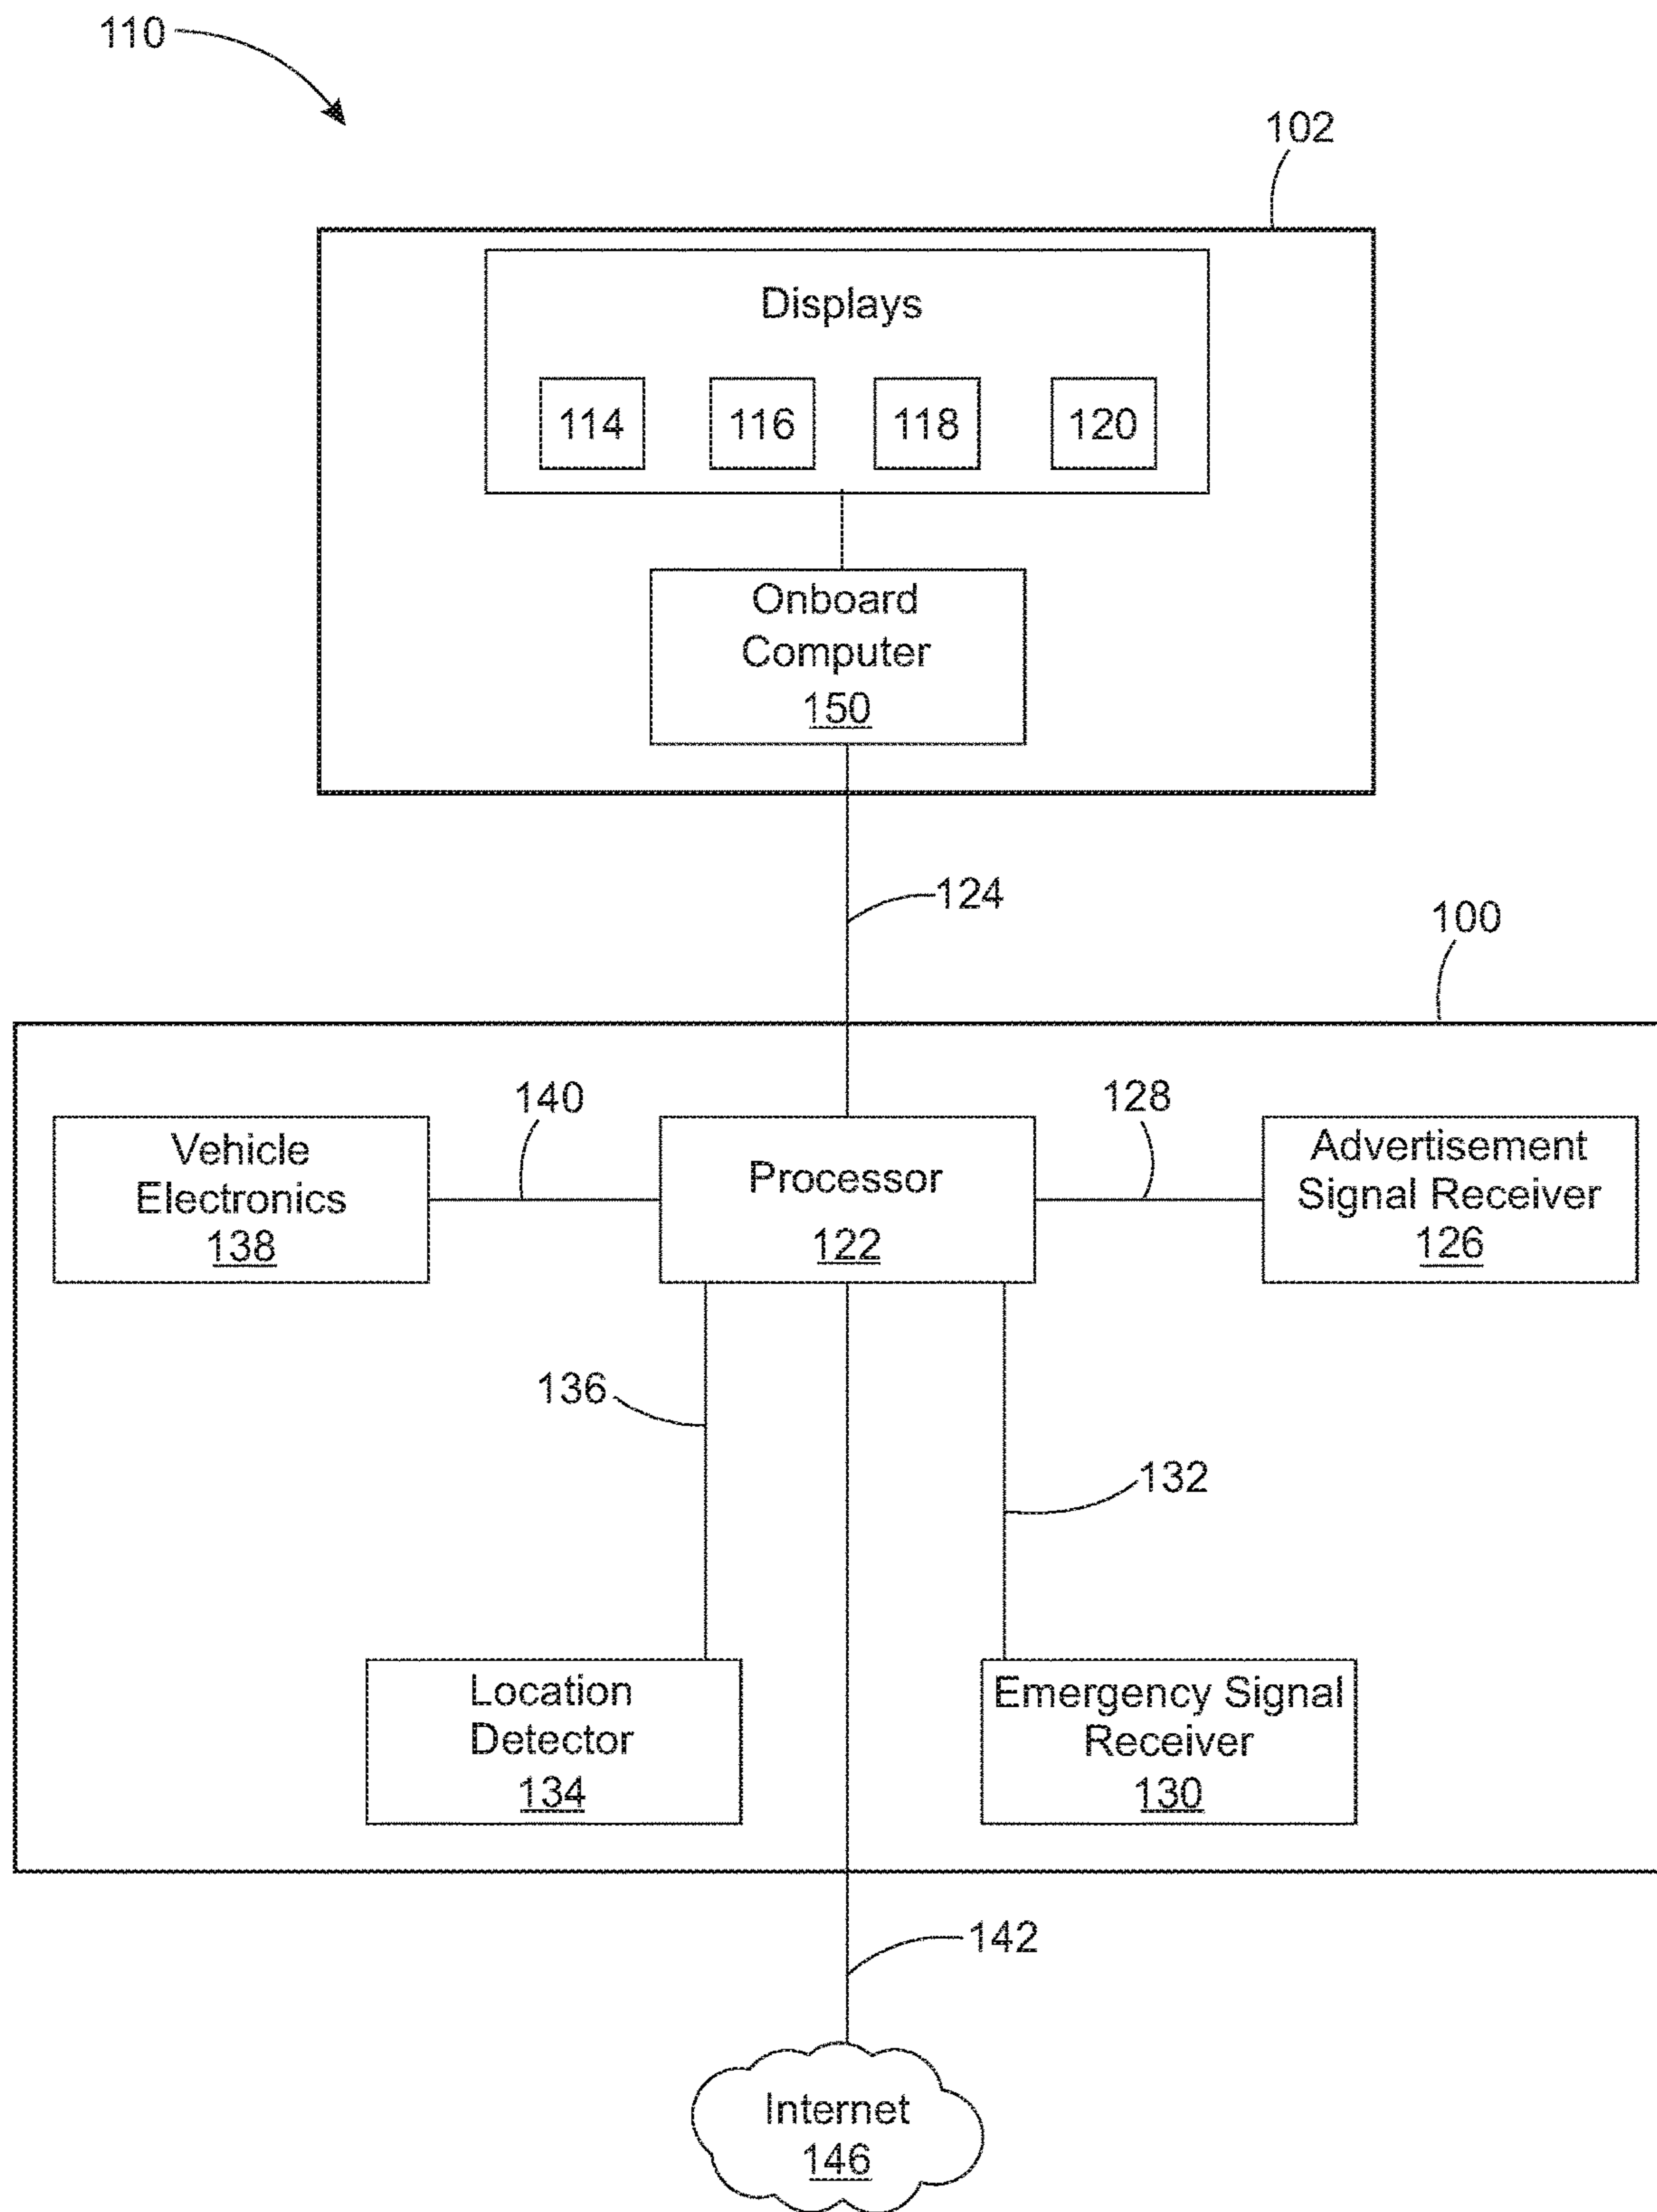 110
102
Displays
114 116 118 120
Onboard
Computer
150
124
100
140
128
Vehicle
Electronics
138
Processor
122
Advertisement
Signal Receiver
126
136
132
Location
Detector
134
Emergency Signal
Receiver
130
142
Internet
146